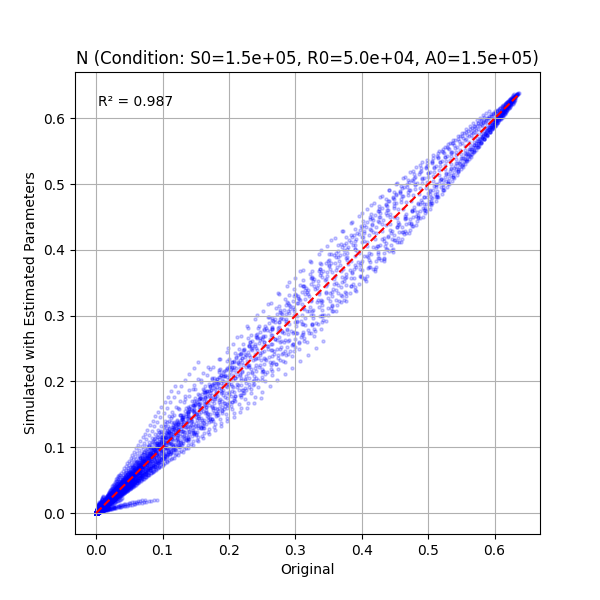 N (Condition: S0=1.5e+05, R0=5.0e+04, A0=1.5e+05)
R² = 0.987
Simulated with Estimated Parameters
0.6
0.5
0.4
0.3
0.2
0.1
0.0
0.0 0.1 0.2 0.3 0.4 0.5 0.6
Original